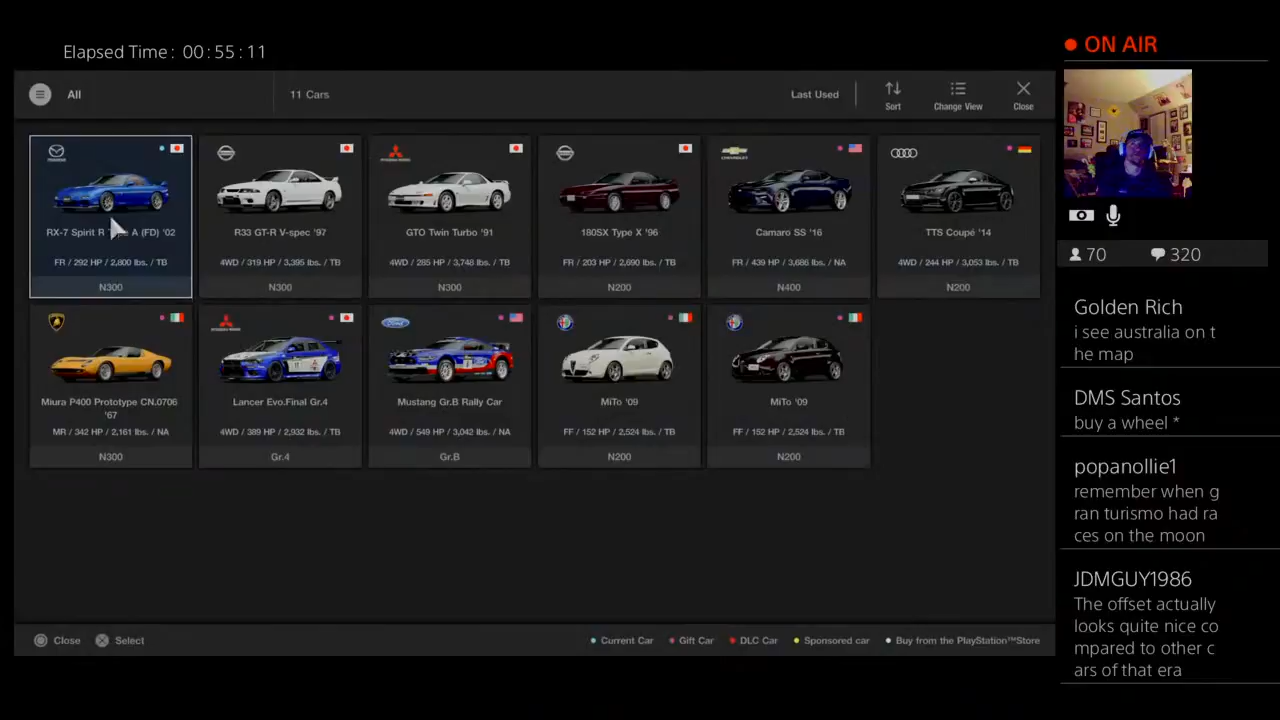 Elapsed Time: 00:55:11
ON AIR
All
11 Cars
Last Used
Sort
Change View
Close
RX-7 Spirit R Type A (FD) '02
FR / 292 HP / 2,800 lbs. / TB
N300
R33 GT-R V-spec '97
4WD / 319 HP / 3,395 lbs. / TB
N300
GTO Twin Turbo '91
4WD / 285 HP / 3,748 lbs. / TB
N300
180SX Type X '96
FR / 203 HP / 2,690 lbs. / TB
N200
CHEVROLET
Camaro SS '16
FR / 439 HP / 3,686 lbs. / NA
N400
TTS Coupé '14
4WD / 244 HP / 3,053 lbs. / TB
N200
Miura P400 Prototype CN.0706
'67
MR / 342 HP / 2,161 lbs. / NA
N300
Lancer Evo.Final Gr.4
4WD / 389 HP / 2,932 lbs. / TB
Gr.4
Ford
Mustang Gr.B Rally Car
4WD / 549 HP / 3,042 lbs. / NA
Gr.B
MiTo '09
FF / 152 HP / 2,524 lbs. / TB
N200
MiTo '09
FF / 152 HP / 2,524 lbs. / TB
N200
Close
Select
Current Car
Gift Car
DLC Car
Sponsored car
Buy from the PlayStation™Store
70
320
Golden Rich
i see australia on t
he map
DMS Santos
buy a wheel *
popanollie1
remember when g
ran turismo had ra
ces on the moon
JDMGUY1986
The offset actually
looks quite nice co
mpared to other c
ars of that era